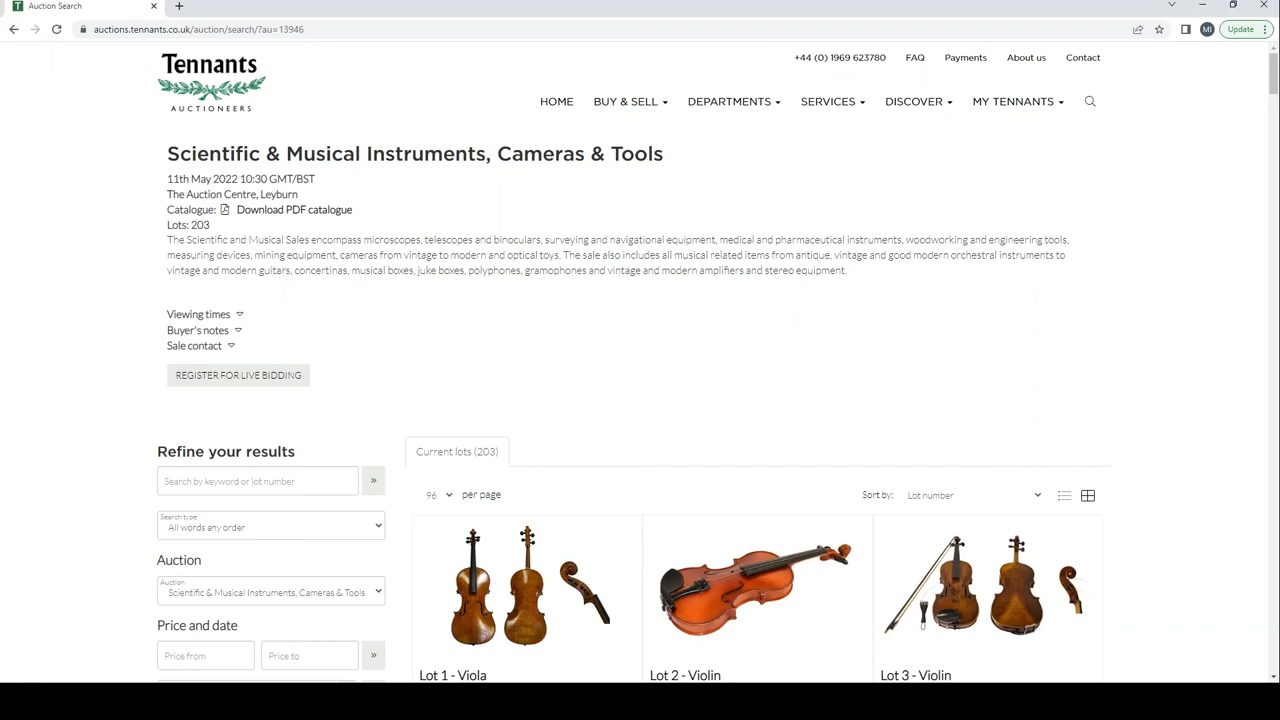 Auction Search
auctions.tennants.co.uk/auction/search/?au=13946
MI
Update
Tennants
AUCTIONEERS
+44 (0) 1969 623780 FAQ Payments About us Contact
HOME BUY & SELL DEPARTMENTS SERVICES DISCOVER MY TENNANTS
Scientific & Musical Instruments, Cameras & Tools
11th May 2022 10:30 GMT/BST
The Auction Centre, Leyburn
Catalogue: Download PDF catalogue
Lots: 203
The Scientific and Musical Sales encompass microscopes, telescopes and binoculars, surveying and navigational equipment, medical and pharmaceutical instruments, woodworking and engineering tools,
measuring devices, mining equipment, cameras from vintage to modern and optical toys. The sale also includes all musical related items from antique, vintage and good modern orchestral instruments to
vintage and modern guitars, concertinas, musical boxes, juke boxes, polyphones, gramophones and vintage and modern amplifiers and stereo equipment.
Viewing times
Buyer's notes
Sale contact
REGISTER FOR LIVE BIDDING
Refine your results
Search by keyword or lot number
»
Search type
All words any order
Auction
Auction
Scientific & Musical Instruments, Cameras & Tools
Price and date
Price from Price to »
Current lots (203)
96 per page
Sort by: Lot number
Lot 1 - Viola
Lot 2 - Violin
Lot 3 - Violin